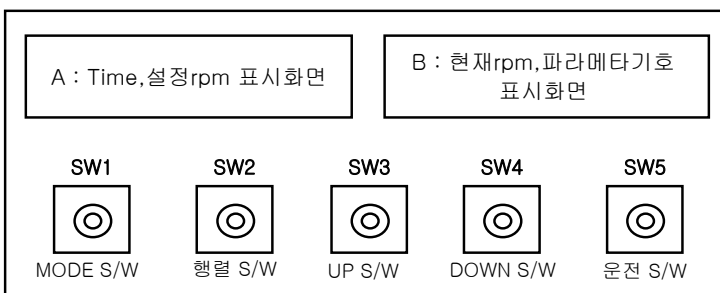 A : Time,설정rpm 표시화면
B : 현재rpm,파라메타기호
표시화면
SW1
SW2
SW3
SW4
SW5
MODE S/W
행렬 S/W
UP S/W
DOWN S/W
운전 S/W